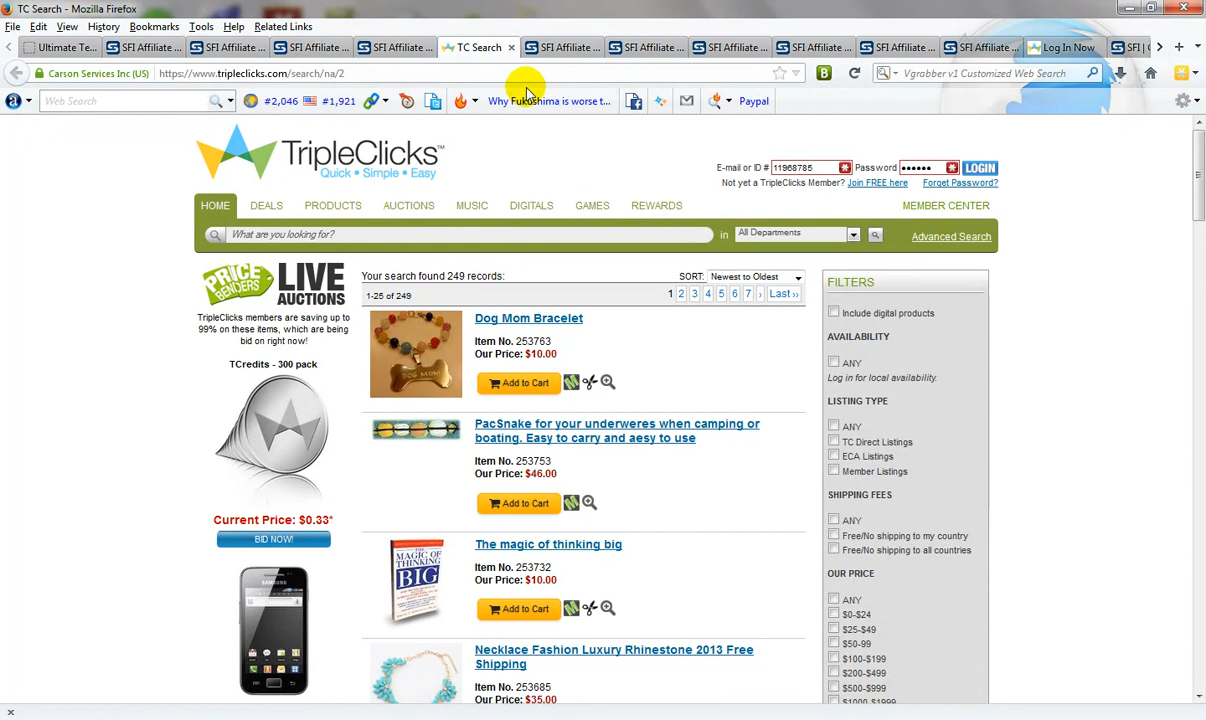 TC Search - Mozilla Firefox
File Edit View History Bookmarks Tools Help Related Links
Ultimate Te... SFI Affiliate ... SFI Affiliate ... SFI Affiliate ... SFI Affiliate ... TC Search SFI Affiliate ... SFI Affiliate ... SFI Affiliate ... SFI Affiliate ... SFI Affiliate ... SFI Affiliate ... Log In Now SFI |
Carson Services Inc (US) https://www.tripleclicks.com/search/na/2 Vgrabber v1 Customized Web Search
Web Search #2,046 #1,921 Why Fukushima is worse t... Paypal
TripleClicks™
Quick • Simple • Easy
E-mail or ID # 11968785 Password •••••• LOGIN
Not yet a TripleClicks Member? Join FREE here Forget Password?
HOME DEALS PRODUCTS AUCTIONS MUSIC DIGITALS GAMES REWARDS MEMBER CENTER
What are you looking for? in All Departments Advanced Search
PRICE BENDERS LIVE AUCTIONS
TripleClicks members are saving up
to 99% on these items, which are being
bid on right now!
TCredits - 300 pack
Current Price: $0.33*
BID NOW!
SAMSUNG
Your search found 249 records:
SORT: Newest to Oldest
1-25 of 249
1 2 3 4 5 6 7 › Last ››
Dog Mom Bracelet
DOG MOM
Item No. 253763
Our Price: $10.00
Add to Cart
PacSnake for your underweres when camping or
boating. Easy to carry and aesy to use
Item No. 253753
Our Price: $46.00
Add to Cart
The magic of thinking big
THE MAGIC OF THINKING BIG
Item No. 253732
Our Price: $10.00
Add to Cart
Necklace Fashion Luxury Rhinestone 2013 Free
Shipping
Item No. 253685
Our Price: $35.00
FILTERS
Include digital products
AVAILABILITY
ANY
Log in for local availability.
LISTING TYPE
ANY
TC Direct Listings
ECA Listings
Member Listings
SHIPPING FEES
ANY
Free/No shipping to my country
Free/No shipping to all countries
OUR PRICE
ANY
$0-$24
$25-$49
$50-99
$100-$199
$200-$499
$500-$999
$1000-$1999